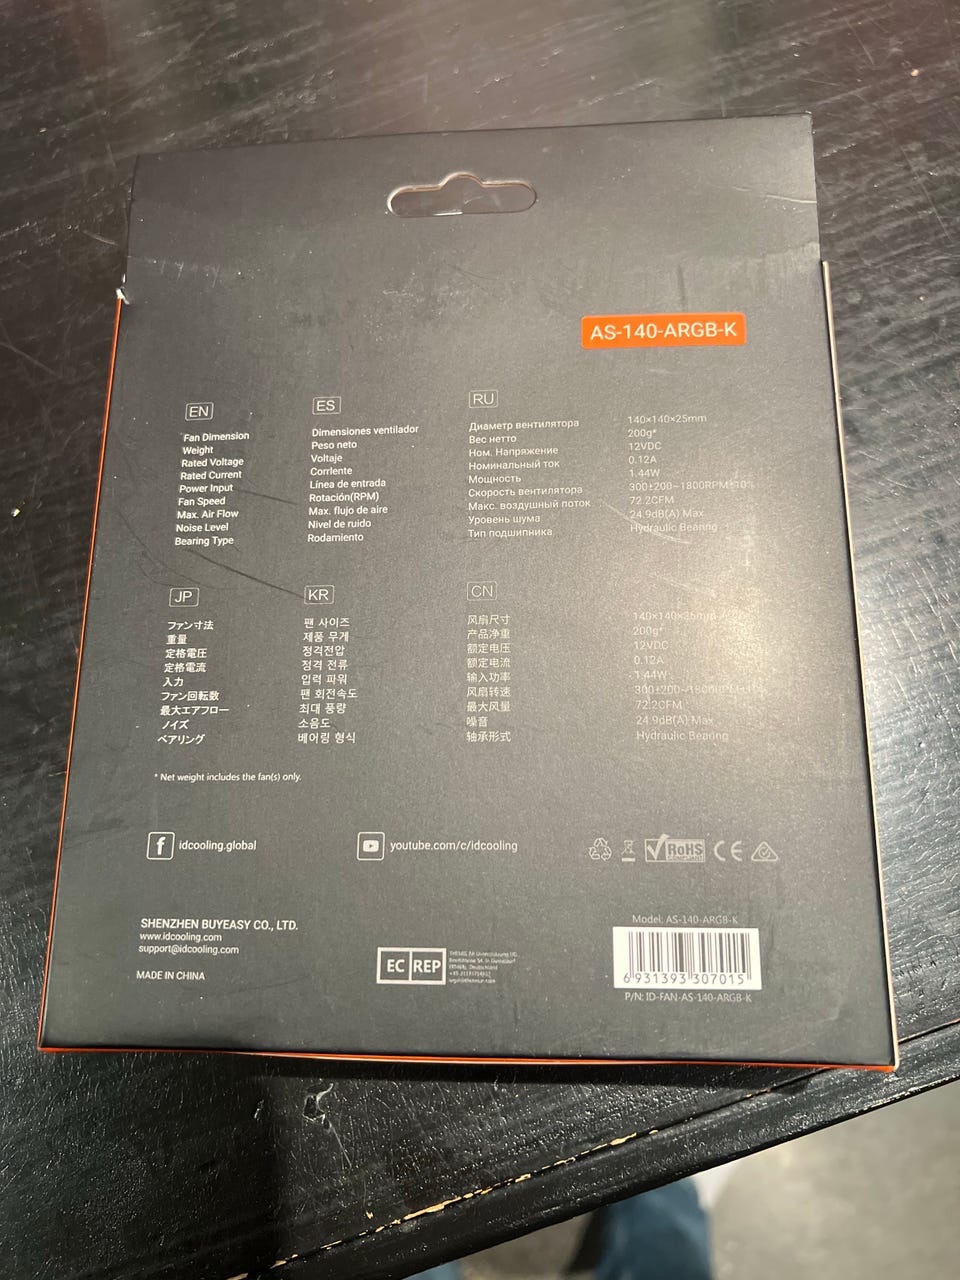 AS-140-ARGB-K
EN
Fan Dimension
Weight
Rated Voltage
Rated Current
Power Input
Fan Speed
Max. Air Flow
Noise Level
Bearing Type
ES
Dimensiones ventilador
Peso neto
Voltaje
Corrlente
Línea de entrada
Rotación(RPM)
Max. flujo de aire
Nivel de ruido
Rodamiento
RU
Диаметр вентилятора
Вес нетто
Ном. Напряжение
Номинальный ток
Мощность
Скорость вентилятора
Макс. воздушный поток
Уровень шума
Тип подшипника
140×140×25mm
200g*
12VDC
0.12A
1.44W
300±200~1800RPM±10%
72.2CFM
24.9dB(A) Max
Hydraulic Bearing
JP
ファン寸法
重量
定格電圧
定格電流
入力
ファン回転数
最大エアフロー
ノイズ
ベアリング
KR
팬 사이즈
제품 무게
정격전압
정격 전류
입력 파워
팬 회전속도
최대 풍량
소음도
베어링 형식
CN
风扇尺寸
产品净重
额定电压
额定电流
输入功率
风扇转速
最大风量
噪音
轴承形式
140×140×25mm
200g*
12VDC
0.12A
1.44W
300±200~1800RPM±10%
72.2CFM
24.9dB(A) Max
Hydraulic Bearing
* Net weight includes the fan(s) only.
idcooling.global
youtube.com/c/idcooling
RoHS
CE
SHENZHEN BUYEASY CO., LTD.
www.idcooling.com
support@idcooling.com
MADE IN CHINA
EC REP
Model: AS-140-ARGB-K
6 931393 307015
P/N: ID-FAN-AS-140-ARGB-K